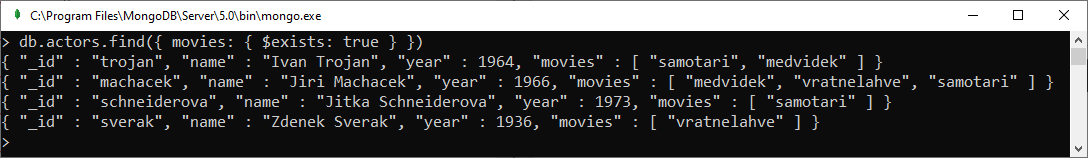 C:\Program Files\MongoDB\Server\5.0\bin\mongo.exe
> db.actors.find({ movies: { $exists: true } })
{ "_id" : "trojan", "name" : "Ivan Trojan", "year" : 1964, "movies" : [ "samotari", "medvidek" ] }
{ "_id" : "machacek", "name" : "Jiri Machacek", "year" : 1966, "movies" : [ "medvidek", "vratnelahve", "samotari" ] }
{ "_id" : "schneiderova", "name" : "Jitka Schneiderova", "year" : 1973, "movies" : [ "samotari" ] }
{ "_id" : "sverak", "name" : "Zdenek Sverak", "year" : 1936, "movies" : [ "vratnelahve" ] }
>